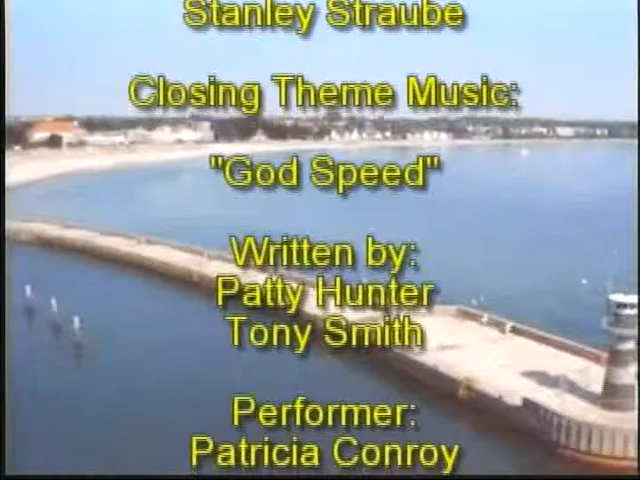 Stanley Straube
Closing Theme Music:
"God Speed"
Written by:
Patty Hunter
Tony Smith
Performer:
Patricia Conroy